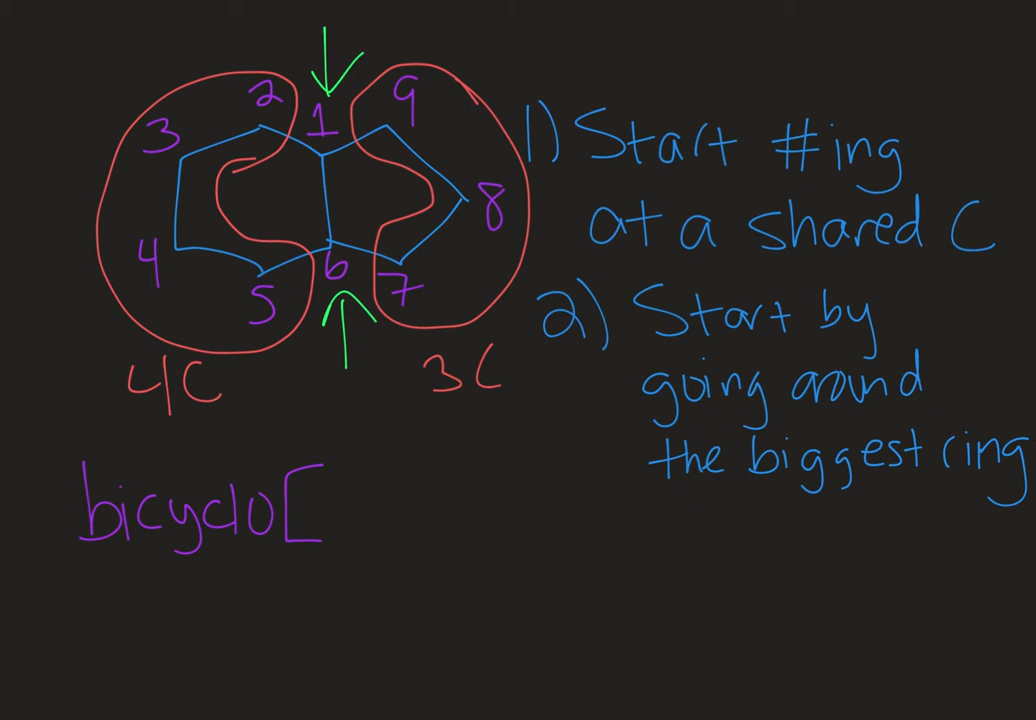 2 1 9
3
8
4
6
5 7
4C 3C
1) Start #ing
at a shared C
2) Start by
going around
the biggest ring
bicyclo[